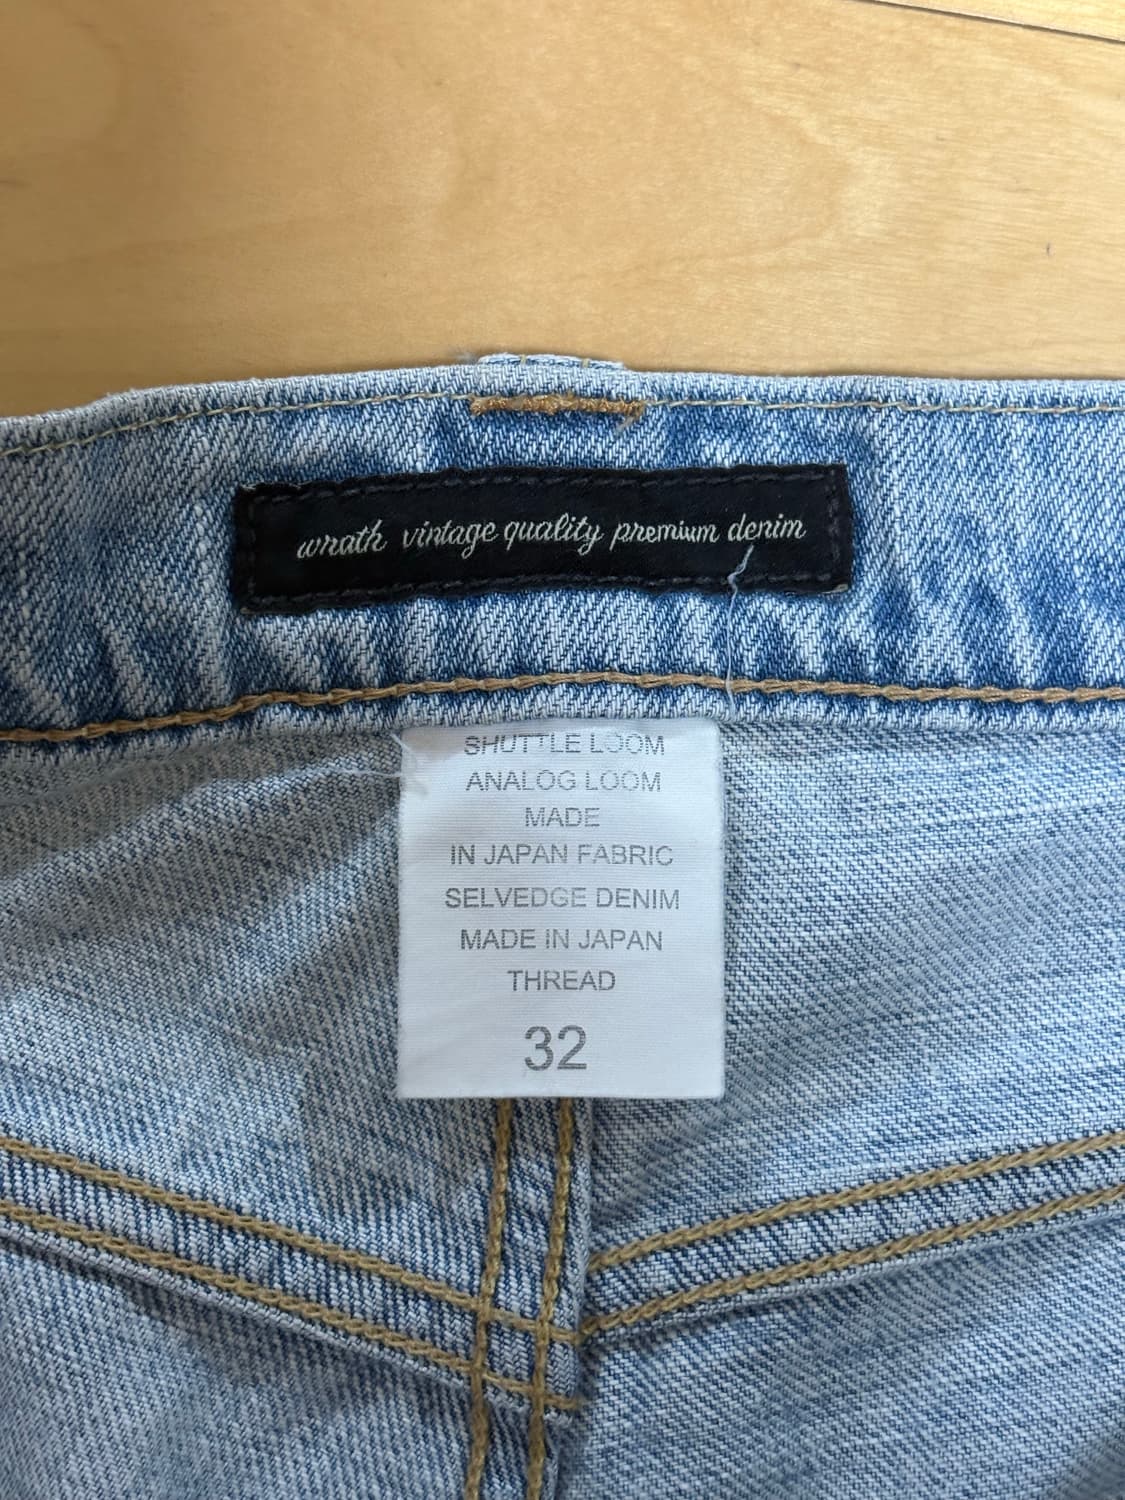 wrath vintage quality premium denim
SHUTTLE LOOM
ANALOG LOOM
MADE
IN JAPAN FABRIC
SELVEDGE DENIM
MADE IN JAPAN
THREAD
32